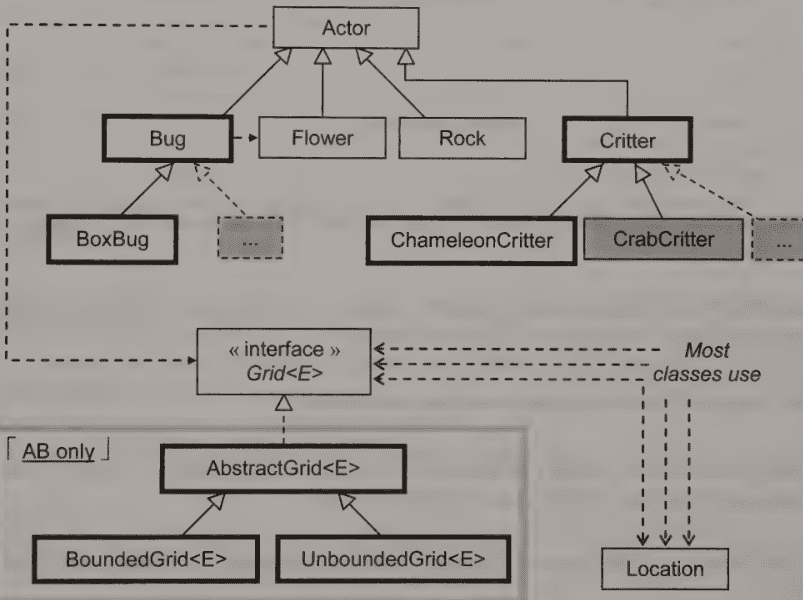 Actor
Bug
Flower
Rock
Critter
BoxBug
...
ChameleonCritter
CrabCritter
...
« interface »
Grid<E>
Most
classes use
AB only
AbstractGrid<E>
BoundedGrid<E>
UnboundedGrid<E>
Location